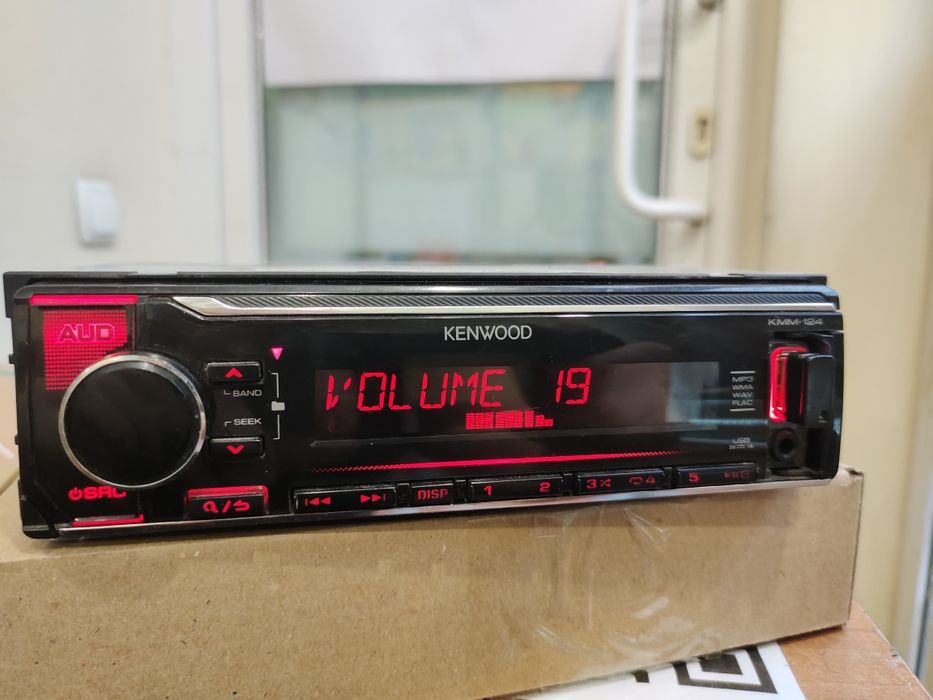 AUD
KENWOOD
KMM-124
VOLUME 19
BAND
SEEK
MP3
WMA
WAV
FLAC
USB
SRC
DISP
1 2
3 4
5